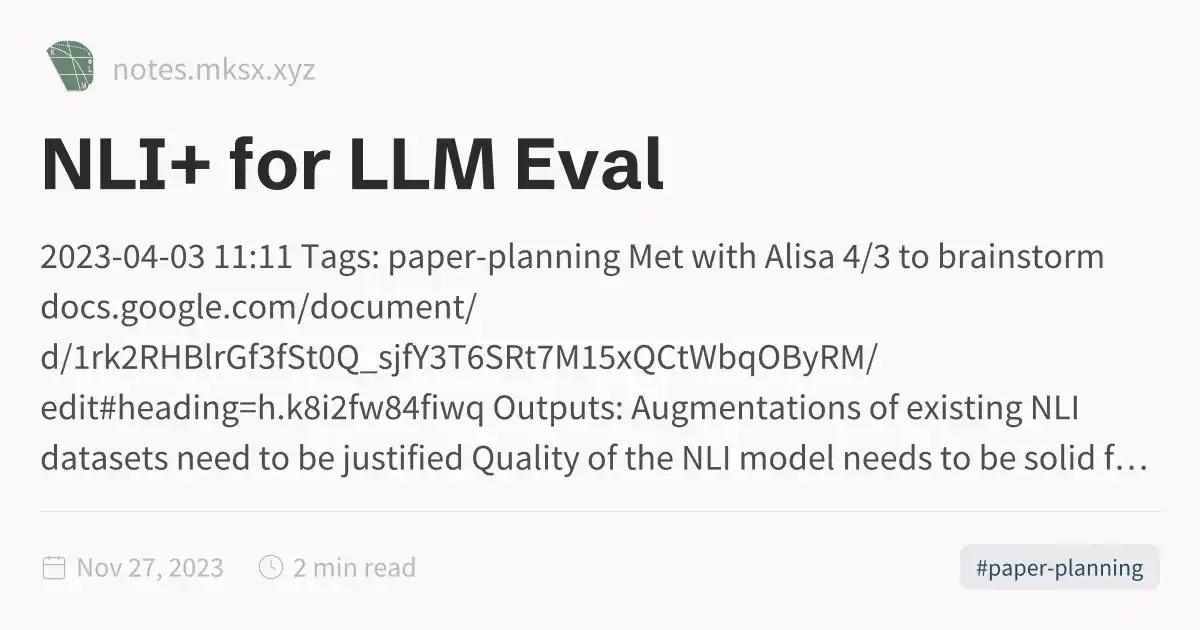 notes.mksx.xyz
NLI+ for LLM Eval
2023-04-03 11:11 Tags: paper-planning Met with Alisa 4/3 to brainstorm
docs.google.com/document/
d/1rk2RHBlrGf3fSt0Q_sjfY3T6SRt7M15xQCtWbqOByRM/
edit#heading=h.k8i2fw84fiwq Outputs: Augmentations of existing NLI
datasets need to be justified Quality of the NLI model needs to be solid f…
Nov 27, 2023
2 min read
#paper-planning